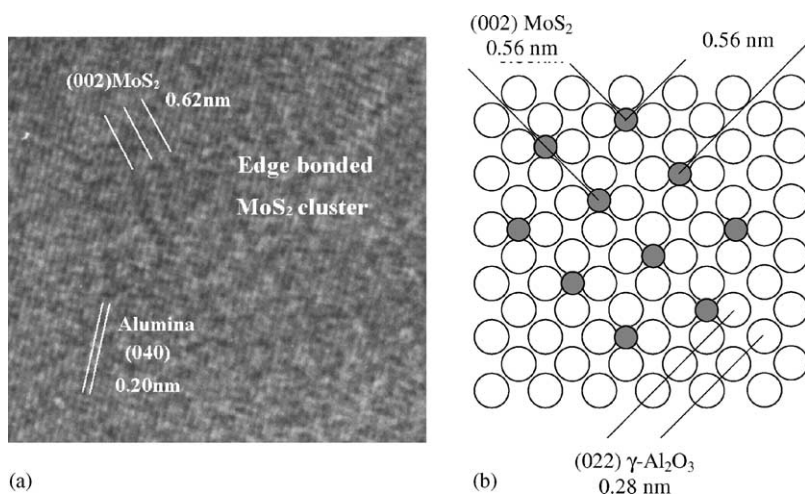 (002)MoS₂
0.62nm
Edge bonded
MoS₂ cluster
Alumina
(040)
0.20nm
(a)
(002) MoS₂
0.56 nm
0.56 nm
(022) γ-Al₂O₃
0.28 nm
(b)